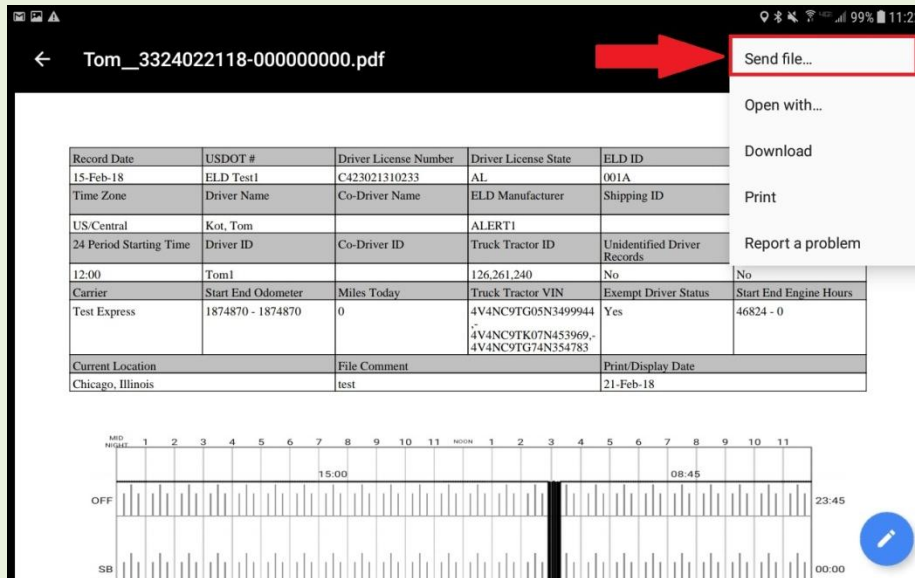 99% 11:2
Tom__3324022118-000000000.pdf
Send file...
Open with...
Download
Print
Report a problem
Record Date USDOT # Driver License Number Driver License State ELD ID
15-Feb-18 ELD Test1 C423021310233 AL 001A
Time Zone Driver Name Co-Driver Name ELD Manufacturer Shipping ID
US/Central Kot, Tom ALERT1
24 Period Starting Time Driver ID Co-Driver ID Truck Tractor ID Unidentified Driver
Records
12:00 Tom1 126,261,240 No No
Carrier Start End Odometer Miles Today Truck Tractor VIN Exempt Driver Status Start End Engine Hours
Test Express 1874870 - 1874870 0 4V4NC9TG05N3499944 Yes 46824 - 0
,-
4V4NC9TK07N453969,-
4V4NC9TG74N354783
Current Location File Comment Print/Display Date
Chicago, Illinois test 21-Feb-18
MID
NIGHT 1 2 3 4 5 6 7 8 9 10 11 NOON 1 2 3 4 5 6 7 8 9 10 11
15:00 08:45
OFF 23:45
SB 00:00